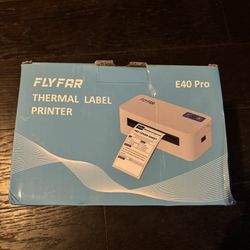 FLYFAR
E40 Pro
THERMAL LABEL
PRINTER